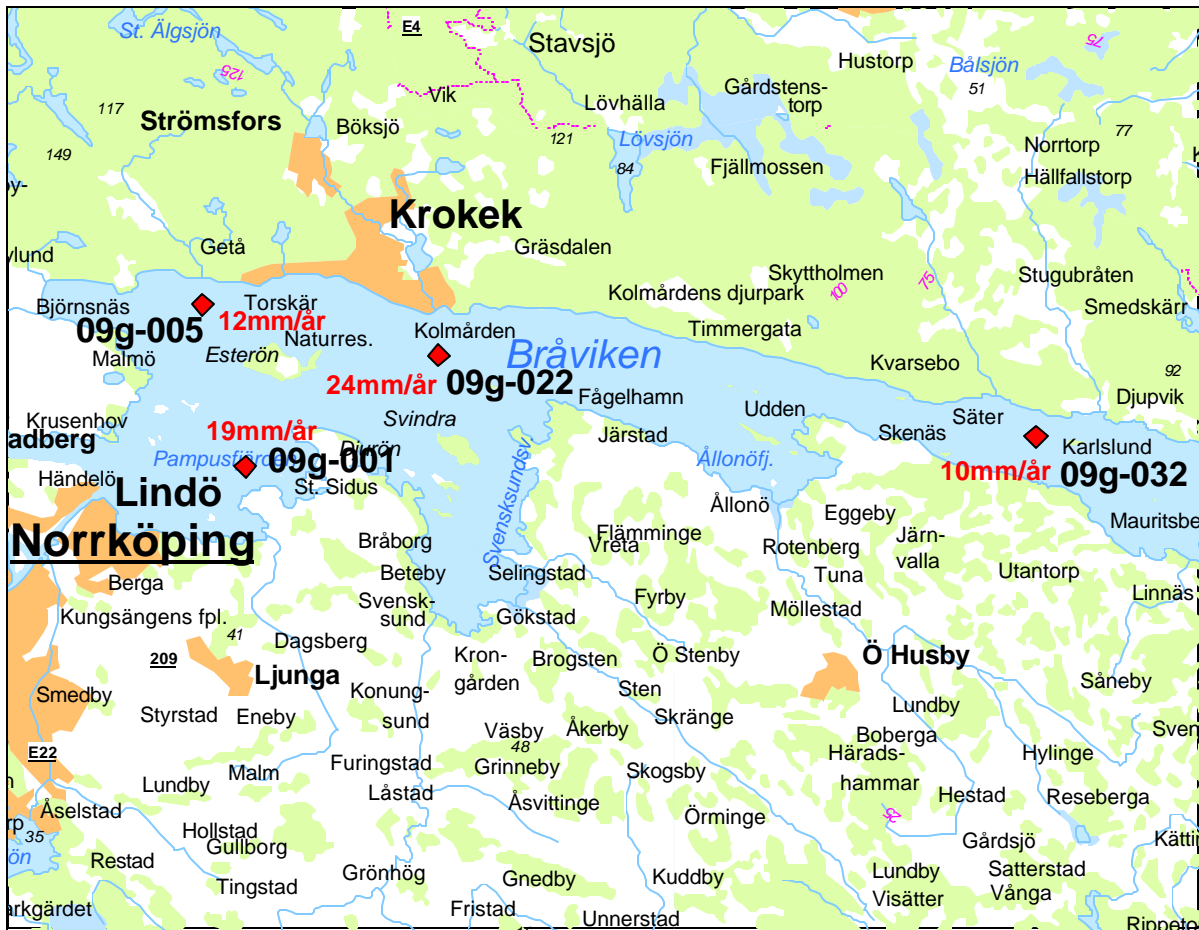 St. Älgsjön
E4
Stavsjö
Hustorp
75
Bålsjön
51
125
117
Vik
Lövhälla
Gårdstens-
torp
Strömsfors
Böksjö
121
Lövsjön
77
149
84
Fjällmossen
Norrtorp
Hällfallstorp
Krokek
Getå
Gräsdalen
ylund
Skyttholmen
75
Stugubråten
Björnsnäs
Torskär
Kolmårdens djurpark
100
Smedskärr
12mm/år
09g-005
Naturres.
Kolmården
Timmergata
Malmö
Esterön
Bråviken
Kvarsebo
92
24mm/år
09g-022
Fågelhamn
Djupvik
Krusenhov
19mm/år
Svindra
Udden
Säter
adberg
Djurön
Järstad
Skenäs
Karlslund
Pampusfjärden
09g-001
Ållonöfj.
10mm/år
09g-032
Händelö
St. Sidus
Svensksundsv.
Lindö
Ållonö
Eggeby
Mauritsbe
Norrköping
Bråborg
Flämminge
Vreta
Rotenberg
Järn-
valla
Berga
Beteby
Selingstad
Tuna
Utantorp
Svensk-
sund
Fyrby
Möllestad
Linnäs
Kungsängens fpl.
Gökstad
41
Dagsberg
209
Kron-
gården
Brogsten
Ö Stenby
Ö Husby
Ljunga
Smedby
Konung-
sund
Sten
Såneby
Styrstad
Eneby
Skränge
Lundby
Väsby
Åkerby
Boberga
Sven
E22
48
Härads-
hammar
Hylinge
Furingstad
Grinneby
Skogsby
Lundby
Malm
Låstad
Åsvittinge
Hestad
Reseberga
Åselstad
Örminge
rp
35
Hollstad
Gullborg
Gårdsjö
ön
Restad
Grönhög
Gnedby
Kuddby
Lundby
Satterstad
Tingstad
Visätter
Vånga
arkgärdet
Fristad
Unnerstad